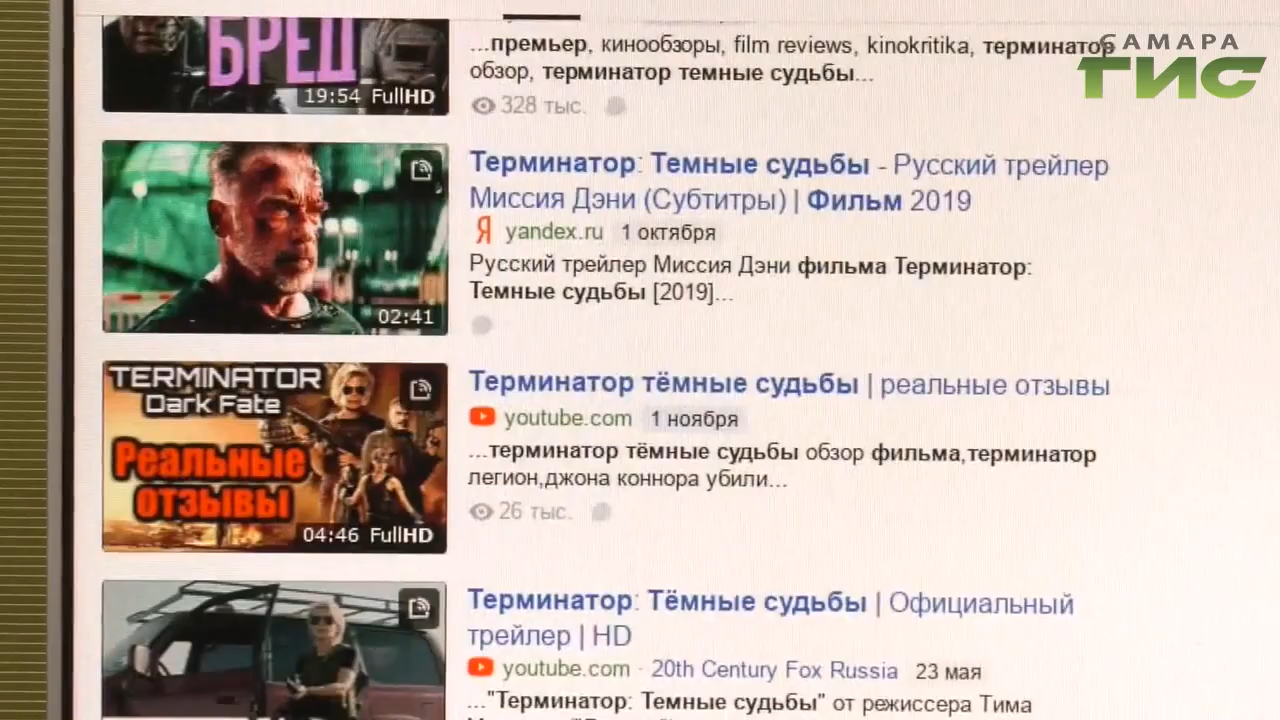 БРЕД
19:54 FullHD
...премьер, кинообзоры, film reviews, kinokritika, терминатор
обзор, терминатор темные судьбы...
328 тыс.
САМАРА
ГИС
02:41
Терминатор: Темные судьбы - Русский трейлер
Миссия Дэни (Субтитры) | Фильм 2019
Я yandex.ru 1 октября
Русский трейлер Миссия Дэни фильма Терминатор:
Темные судьбы [2019]...
TERMINATOR
Dark Fate
Реальные
отзывы
04:46 FullHD
Терминатор тёмные судьбы | реальные отзывы
youtube.com 1 ноября
...терминатор тёмные судьбы обзор фильма,терминатор
легион,джона коннора убили...
26 тыс.
Терминатор: Тёмные судьбы | Официальный
трейлер | HD
youtube.com · 20th Century Fox Russia 23 мая
..."Терминатор: Темные судьбы" от режиссера Тима